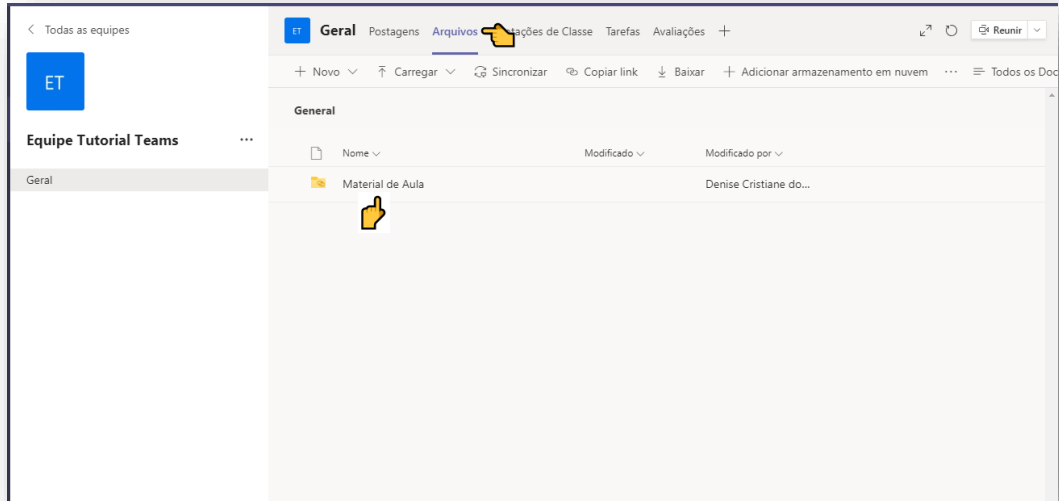 Todas as equipes
ET
Equipe Tutorial Teams
Geral
ET Geral Postagens Arquivos tações de Classe Tarefas Avaliações Reunir
Novo Carregar Sincronizar Copiar link Baixar Adicionar armazenamento em nuvem ... Todos os Doc
General
Nome Modificado Modificado por
Material de Aula Denise Cristiane do...